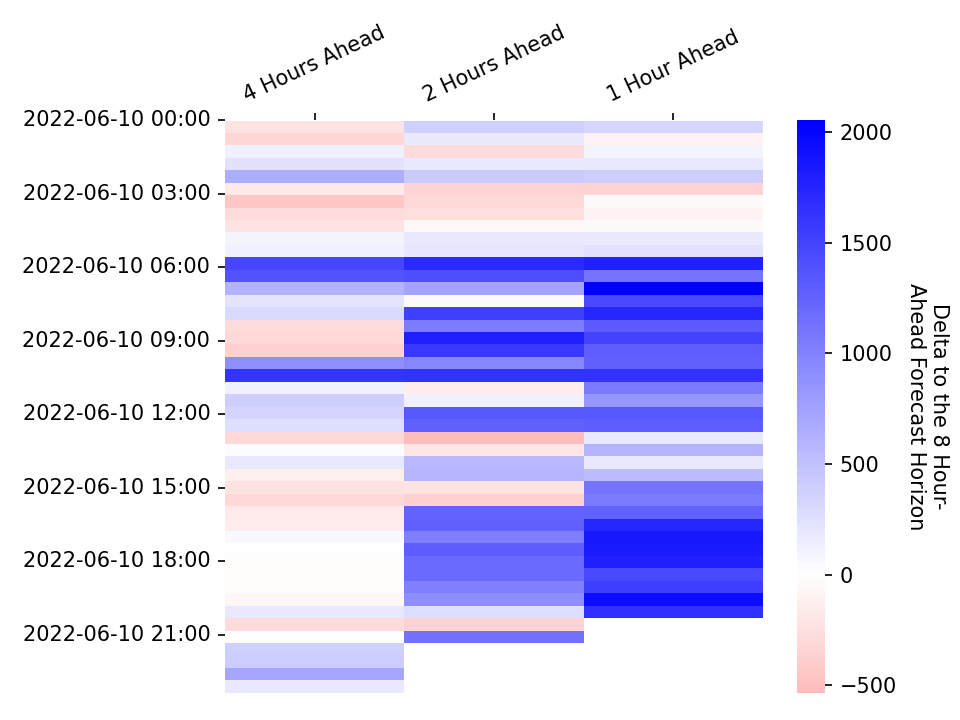 4 Hours Ahead
2 Hours Ahead
1 Hour Ahead
2022-06-10 00:00
2022-06-10 03:00
2022-06-10 06:00
2022-06-10 09:00
2022-06-10 12:00
2022-06-10 15:00
2022-06-10 18:00
2022-06-10 21:00
2000
1500
1000
500
0
−500
Delta to the 8 Hour-
Ahead Forecast Horizon